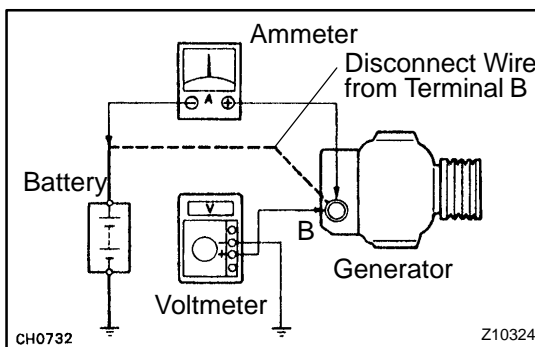 Ammeter
Disconnect Wire
from Terminal B
A
Battery
V
B
Generator
Voltmeter
CH0732
Z10324